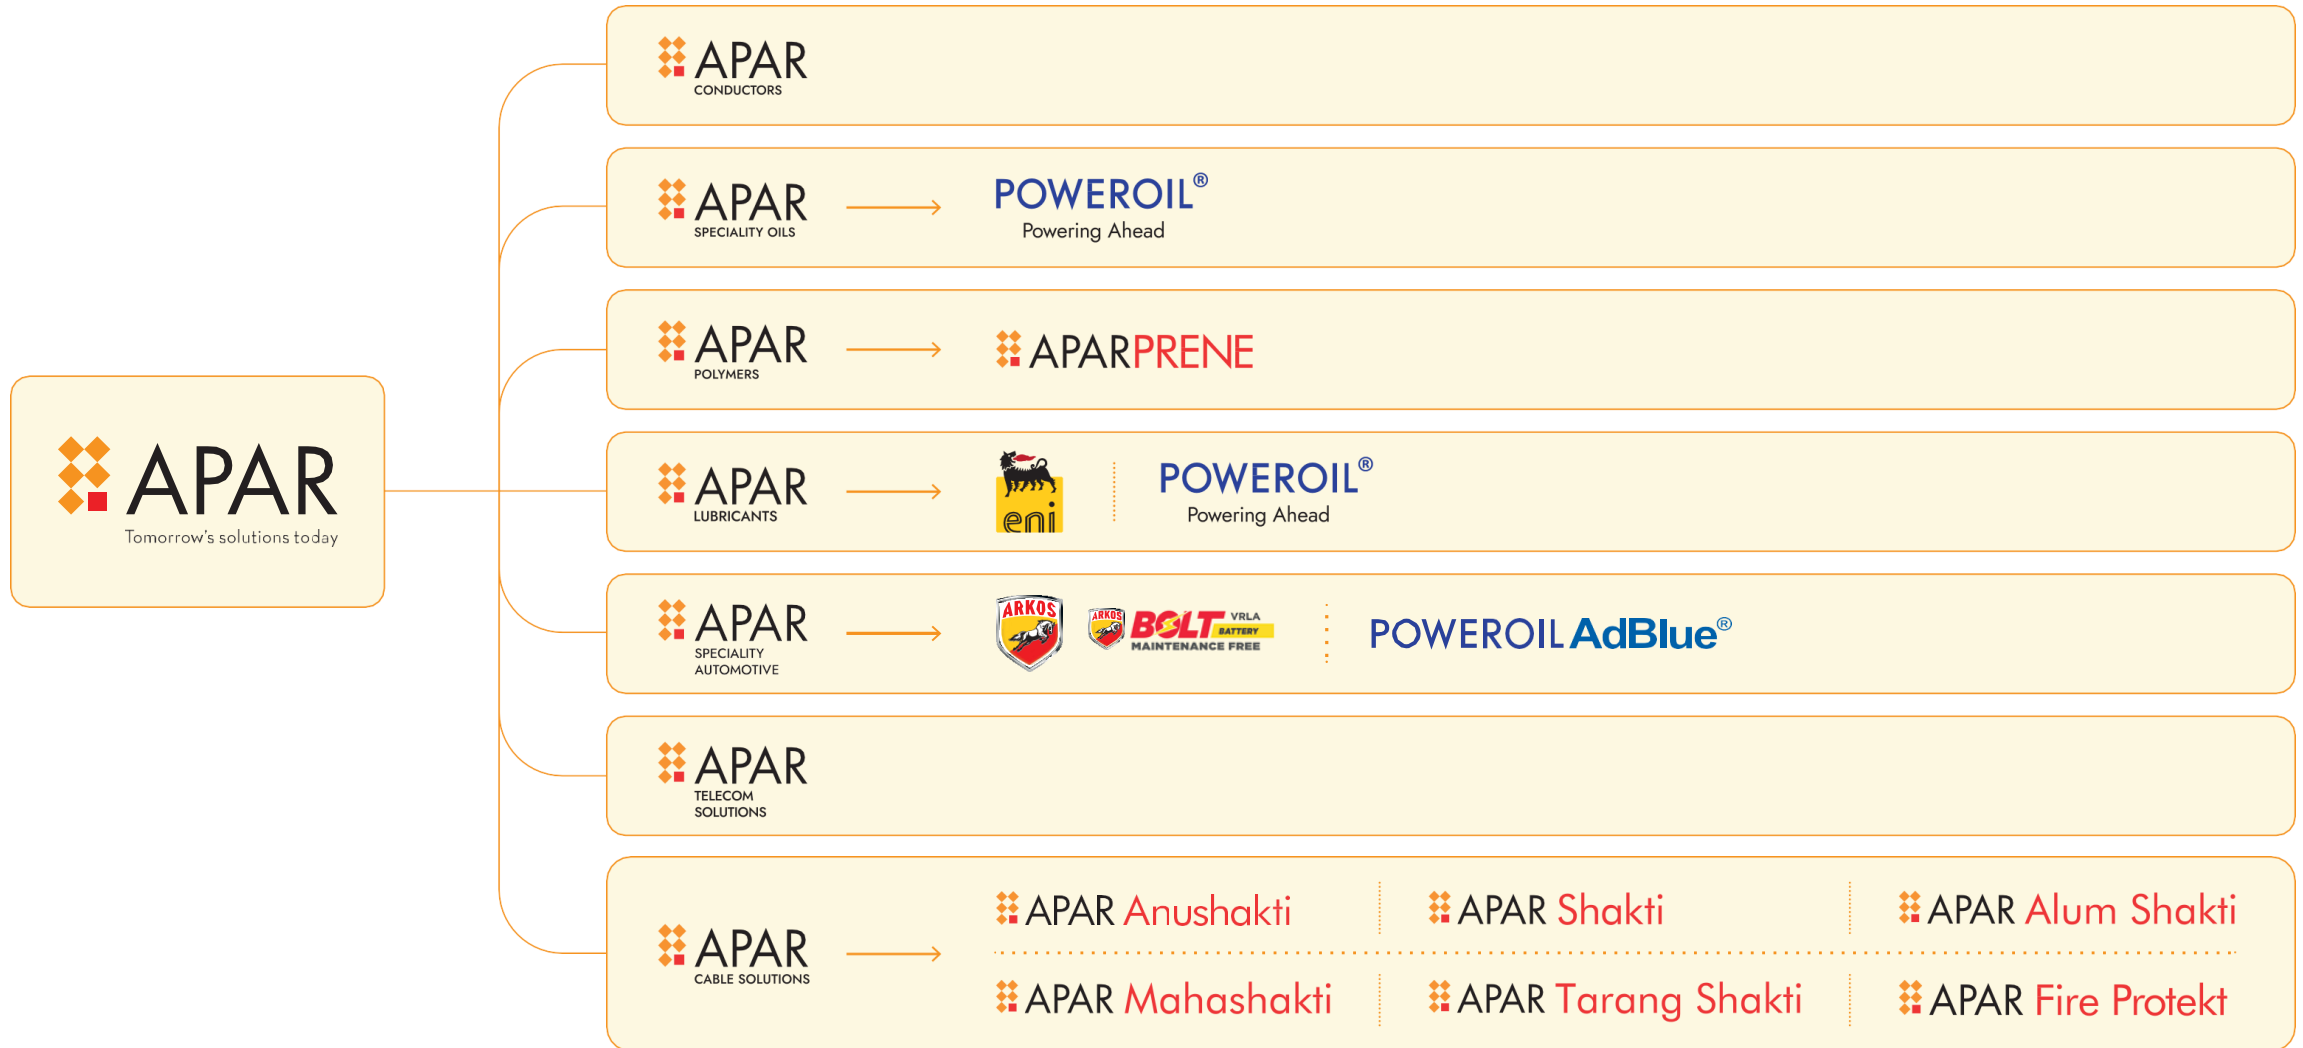 APAR
Tomorrow's solutions today
APAR
CONDUCTORS
APAR
SPECIALITY OILS
POWEROIL®
Powering Ahead
APAR
POLYMERS
APARPRENE
APAR
LUBRICANTS
eni
POWEROIL®
Powering Ahead
APAR
SPECIALITY
AUTOMOTIVE
ARKOS
ARKOS
BOLT VRLA
BATTERY
MAINTENANCE FREE
POWEROIL AdBlue®
APAR
TELECOM
SOLUTIONS
APAR
CABLE SOLUTIONS
APAR Anushakti
APAR Shakti
APAR Alum Shakti
APAR Mahashakti
APAR Tarang Shakti
APAR Fire Protekt